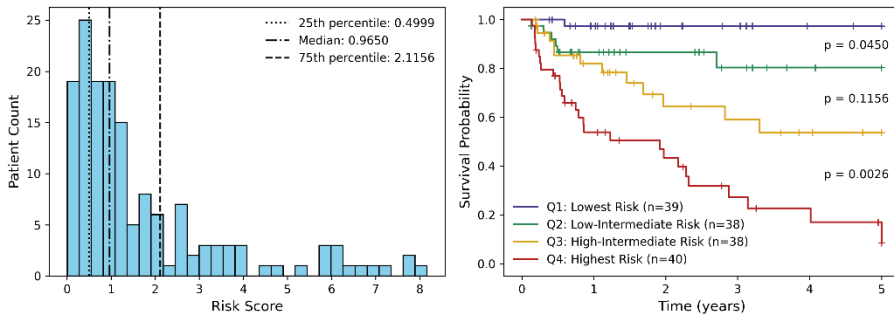 25th percentile: 0.4999
Median: 0.9650
75th percentile: 2.1156
25
20
15
10
5
0
Patient Count
0 1 2 3 4 5 6 7 8
Risk Score
1.0
0.8
0.6
0.4
0.2
0.0
Survival Probability
p = 0.0450
p = 0.1156
p = 0.0026
Q1: Lowest Risk (n=39)
Q2: Low-Intermediate Risk (n=38)
Q3: High-Intermediate Risk (n=38)
Q4: Highest Risk (n=40)
0 1 2 3 4 5
Time (years)